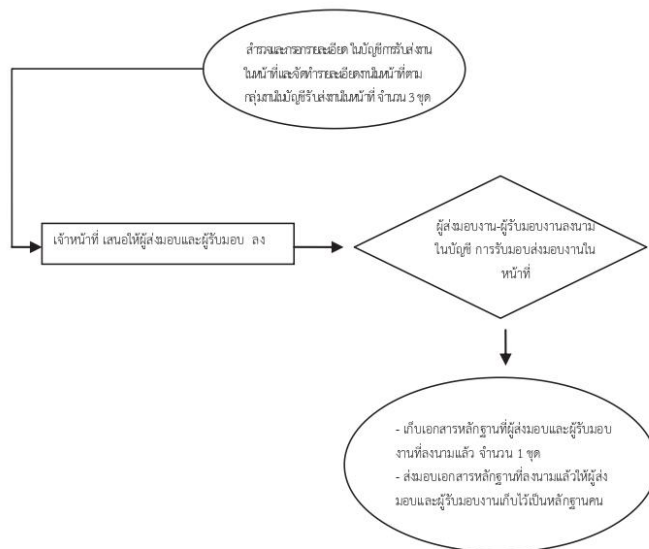 สำรวจและกรอกรายละเอียด ในบัญชีการรับส่งงาน
ในหน้าที่และจัดทำรายละเอียดงานในหน้าที่ตาม
กลุ่มงานในบัญชีรับส่งงานในหน้าที่ จำนวน 3 ชุด
เจ้าหน้าที่ เสนอให้ผู้ส่งมอบและผู้รับมอบ ลง
ผู้ส่งมอบงาน-ผู้รับมอบงานลงนาม
ในบัญชี การรับมอบส่งมอบงานใน
หน้าที่
- เก็บเอกสารหลักฐานที่ผู้ส่งมอบและผู้รับมอบ
งานที่ลงนามแล้ว จำนวน 1 ชุด
- ส่งมอบเอกสารหลักฐานที่ลงนามแล้วให้ผู้ส่ง
มอบและผู้รับมอบงานเก็บไว้เป็นหลักฐานคน